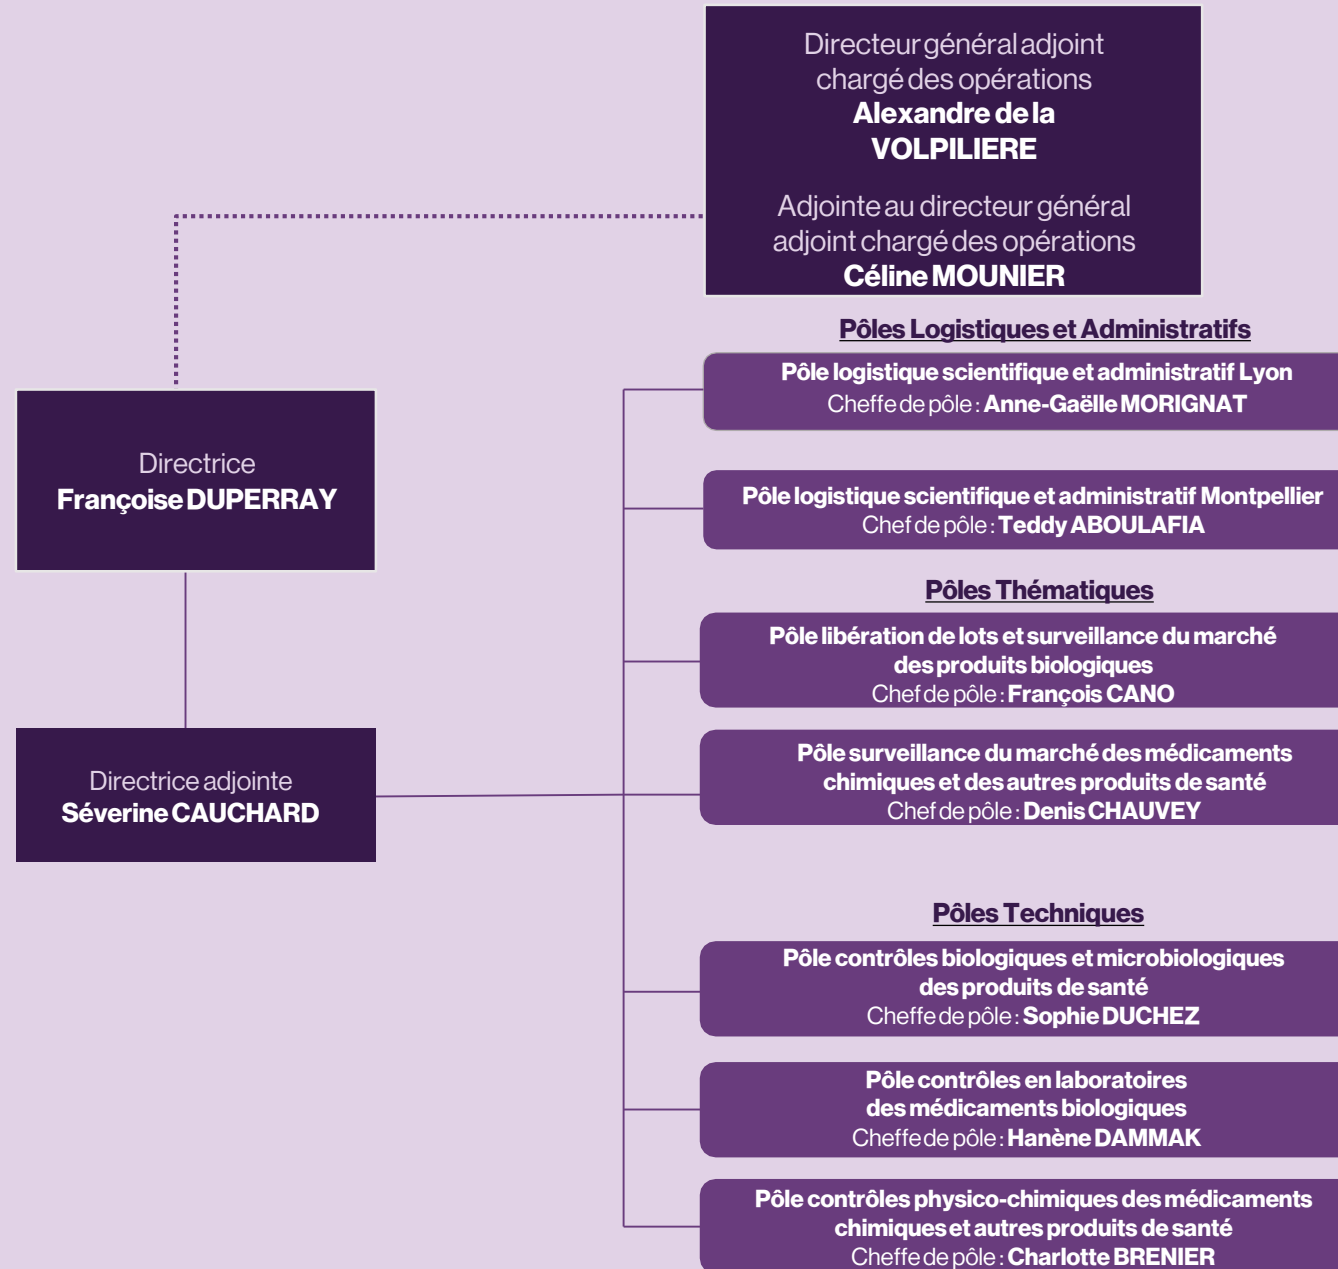 Directeur général adjoint
chargé des opérations
Alexandre de la
VOLPILIERE
Adjointe au directeur général
adjoint chargé des opérations
Céline MOUNIER
Directrice
Françoise DUPERRAY
Directrice adjointe
Séverine CAUCHARD
Pôles Logistiques et Administratifs
Pôle logistique scientifique et administratif Lyon
Cheffe de pôle : Anne-Gaëlle MORIGNAT
Pôle logistique scientifique et administratif Montpellier
Chef de pôle : Teddy ABOULAFIA
Pôles Thématiques
Pôle libération de lots et surveillance du marché
des produits biologiques
Chef de pôle : François CANO
Pôle surveillance du marché des médicaments
chimiques et des autres produits de santé
Chef de pôle : Denis CHAUVEY
Pôles Techniques
Pôle contrôles biologiques et microbiologiques
des produits de santé
Cheffe de pôle : Sophie DUCHEZ
Pôle contrôles en laboratoires
des médicaments biologiques
Cheffe de pôle : Hanène DAMMAK
Pôle contrôles physico-chimiques des médicaments
chimiques et autres produits de santé
Cheffe de pôle : Charlotte BRENIER